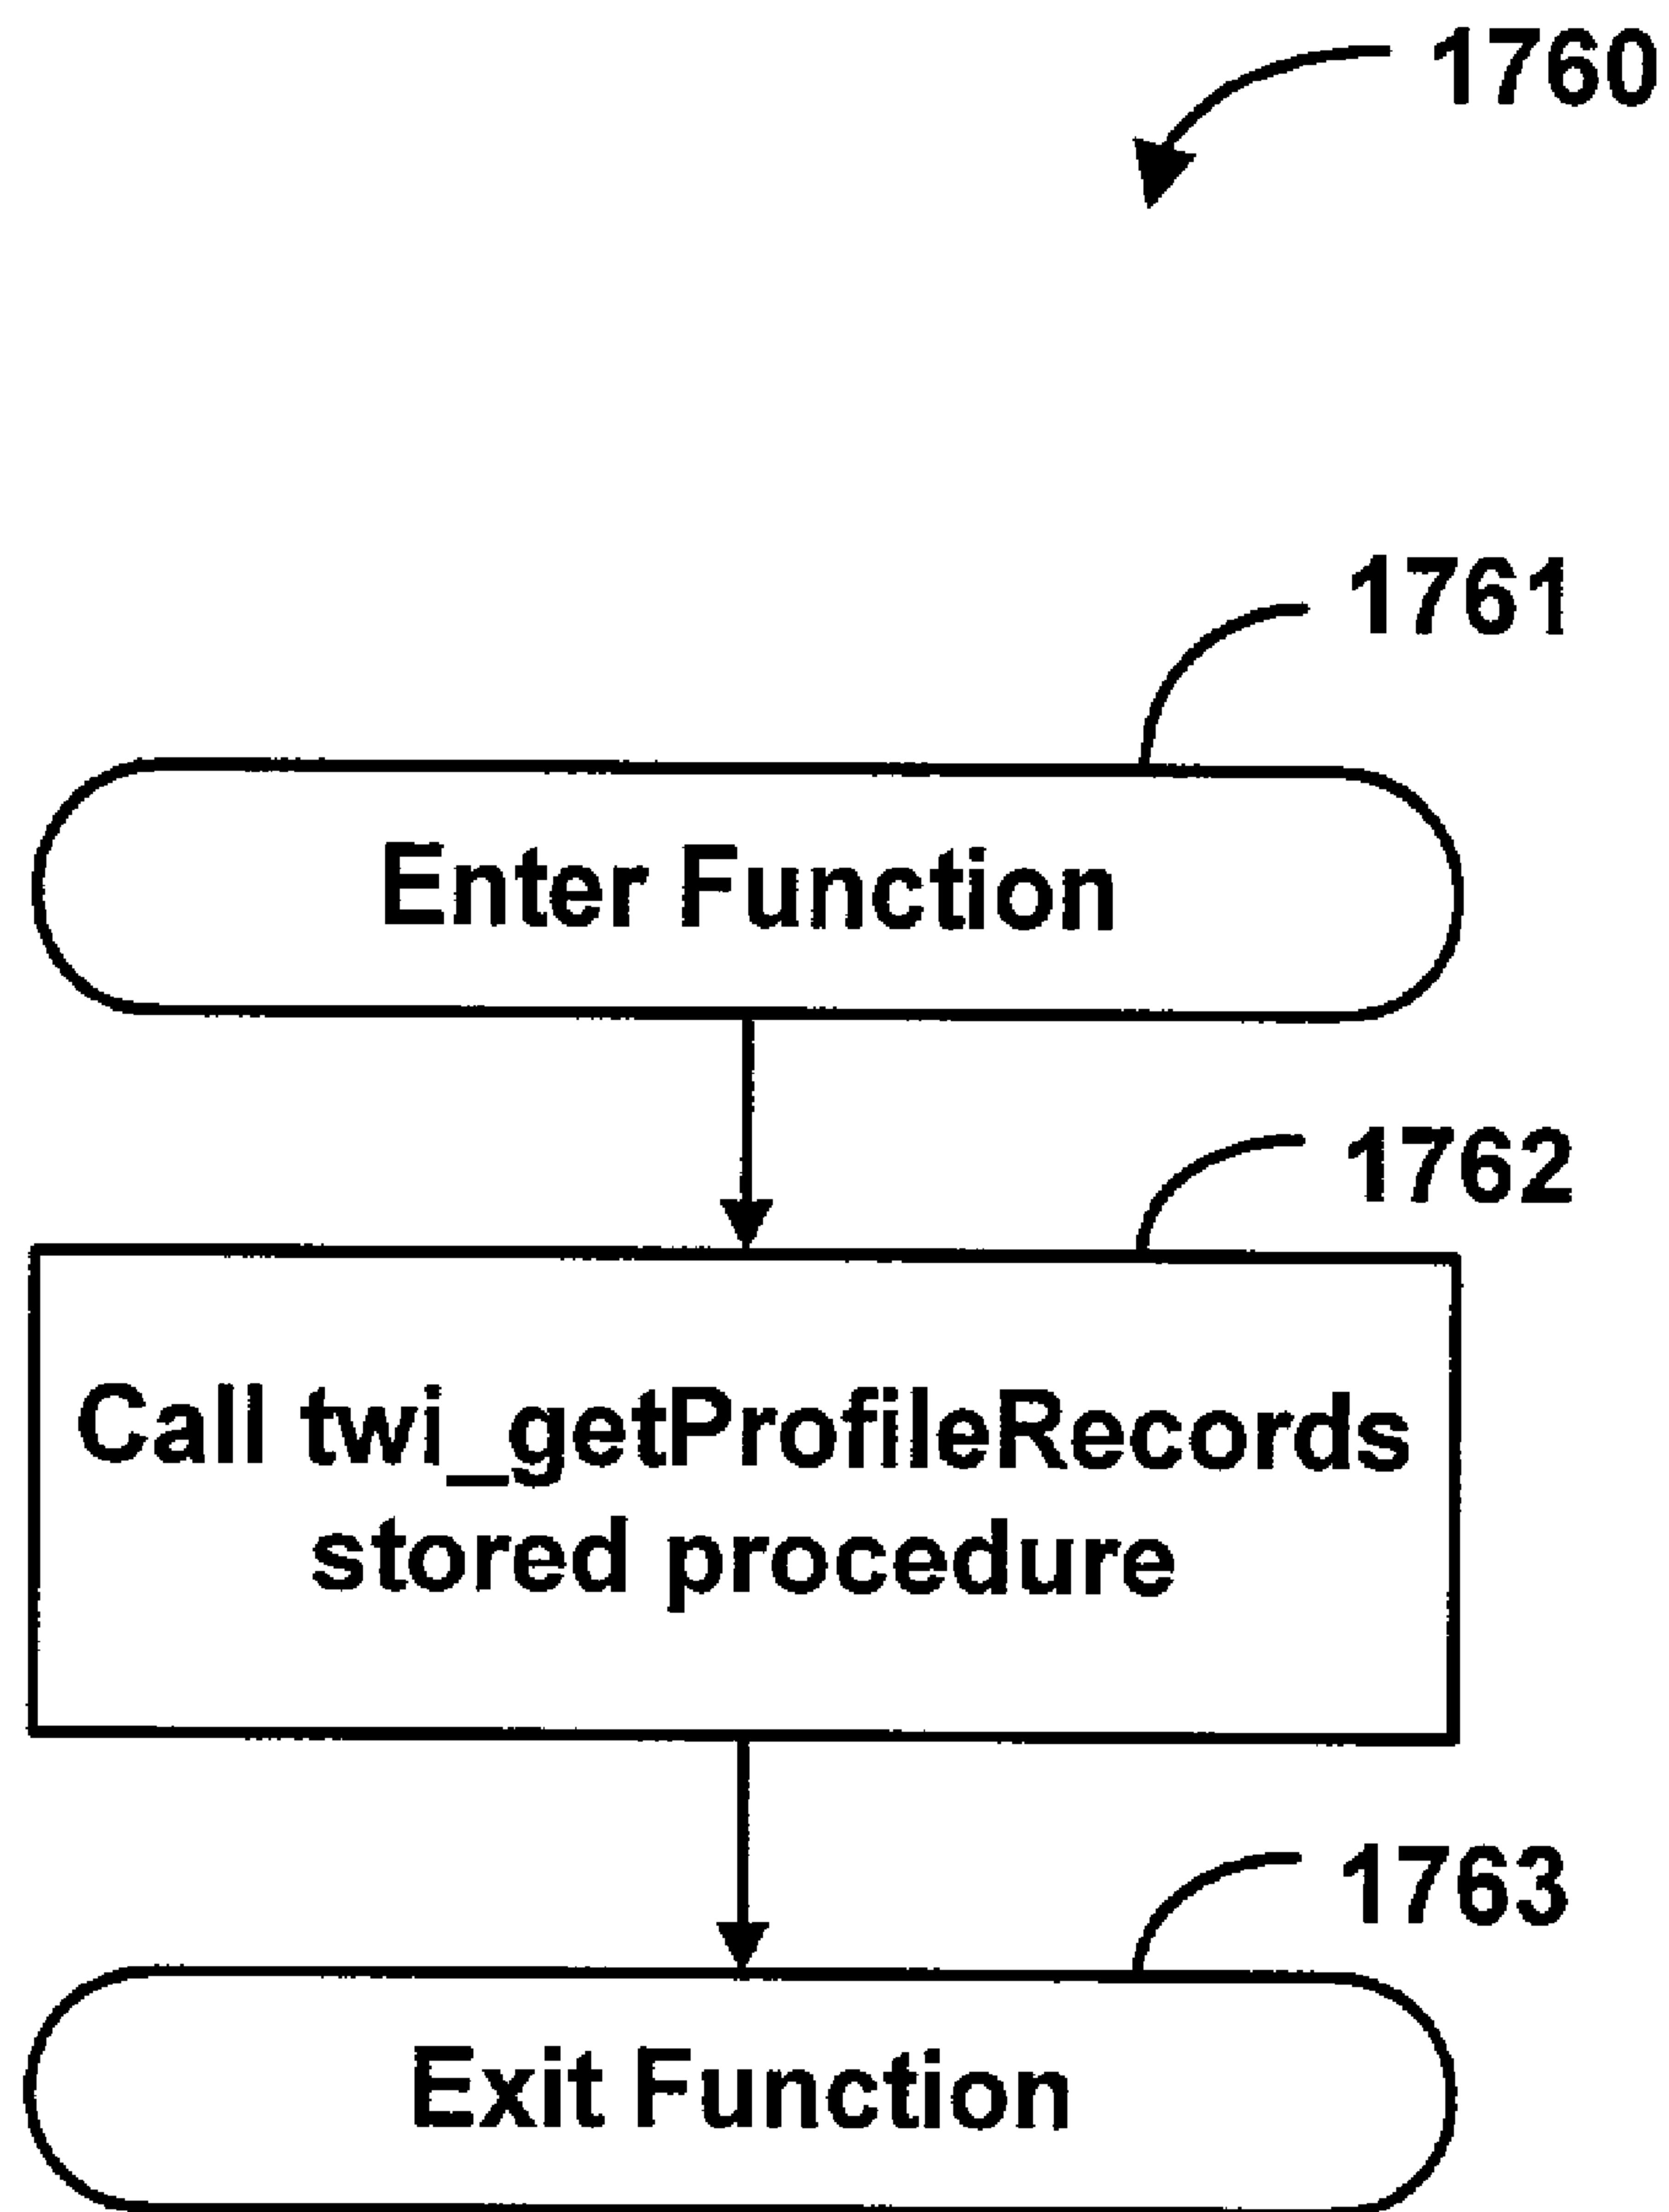 1760
1761
Enter Function
1762
Call twi_getProfileRecords
stored procedure
1763
Exit Function